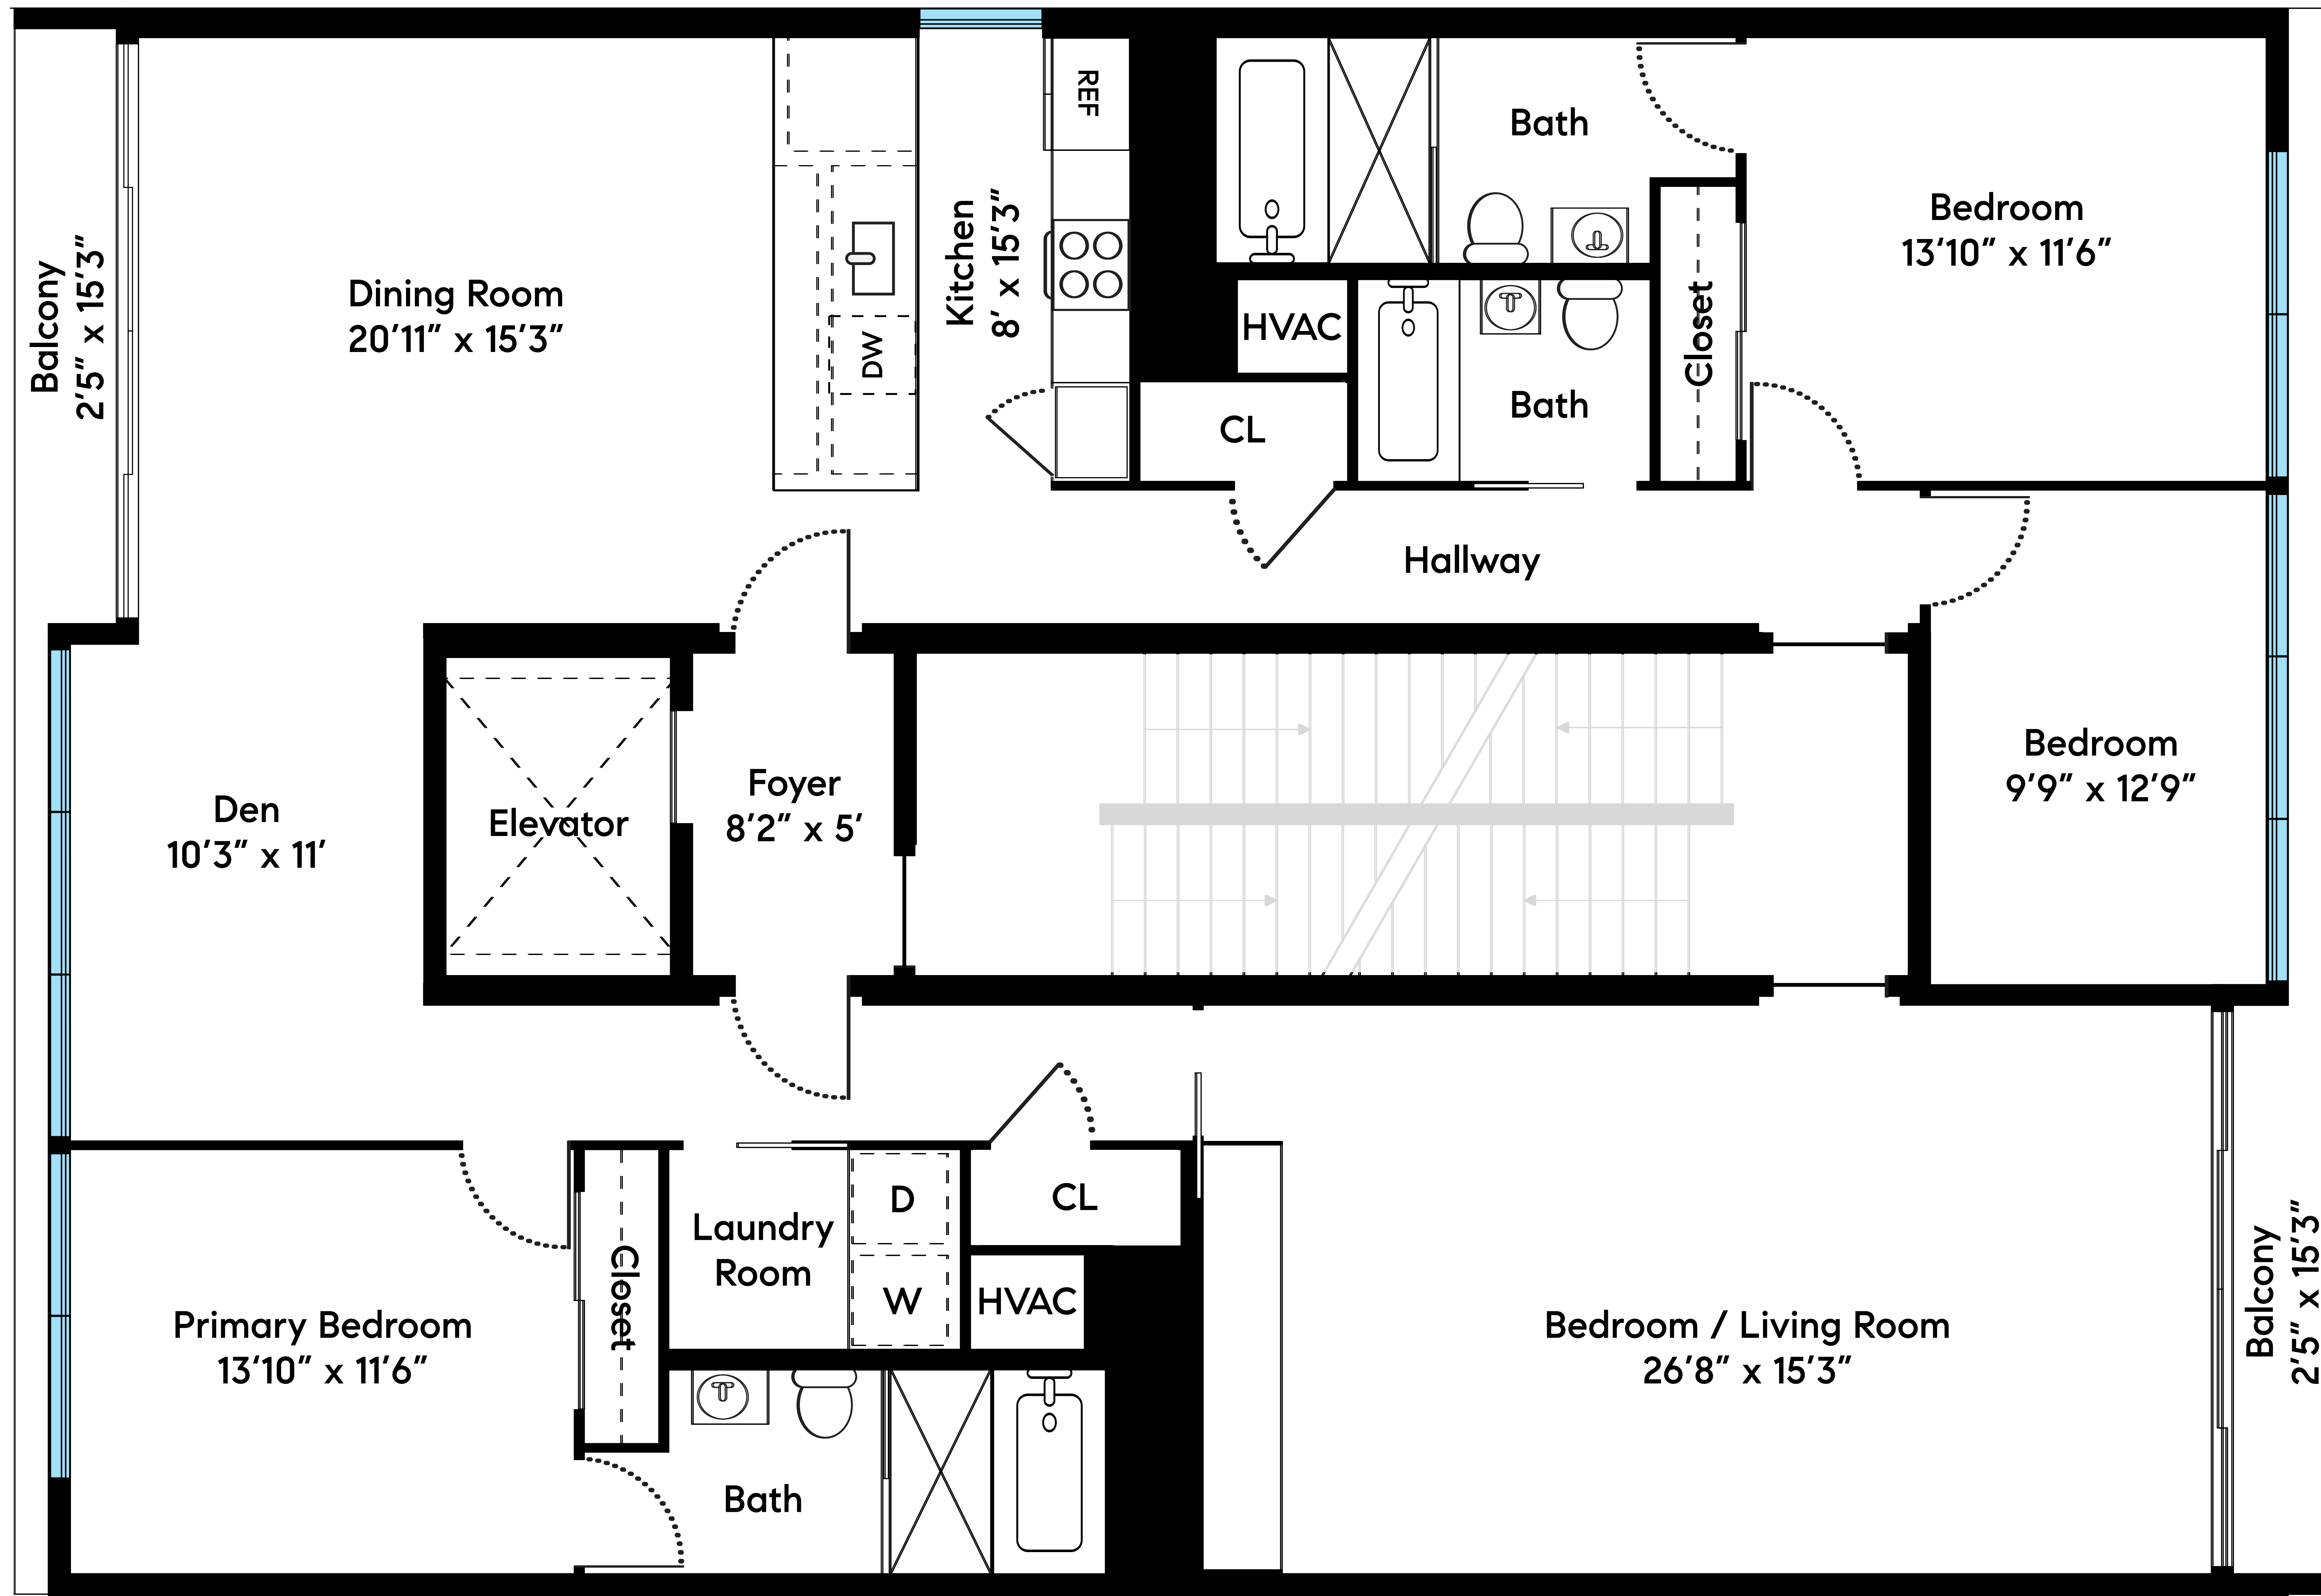 REF
Bath
Bedroom
13’10” x 11’6”
Balcony
2’5” x 15’3”
Dining Room
20’11” x 15’3”
Kitchen
8’ x 15’3”
DW
HVAC
Closet
CL
Bath
Hallway
Den
10’3” x 11’
Elevator
Foyer
8’2” x 5’
Bedroom
9’9” x 12’9”
Laundry
Room
D
W
CL
HVAC
Closet
Primary Bedroom
13’10” x 11’6”
Bath
Bedroom / Living Room
26’8” x 15’3”
Balcony
2’5” x 15’3”